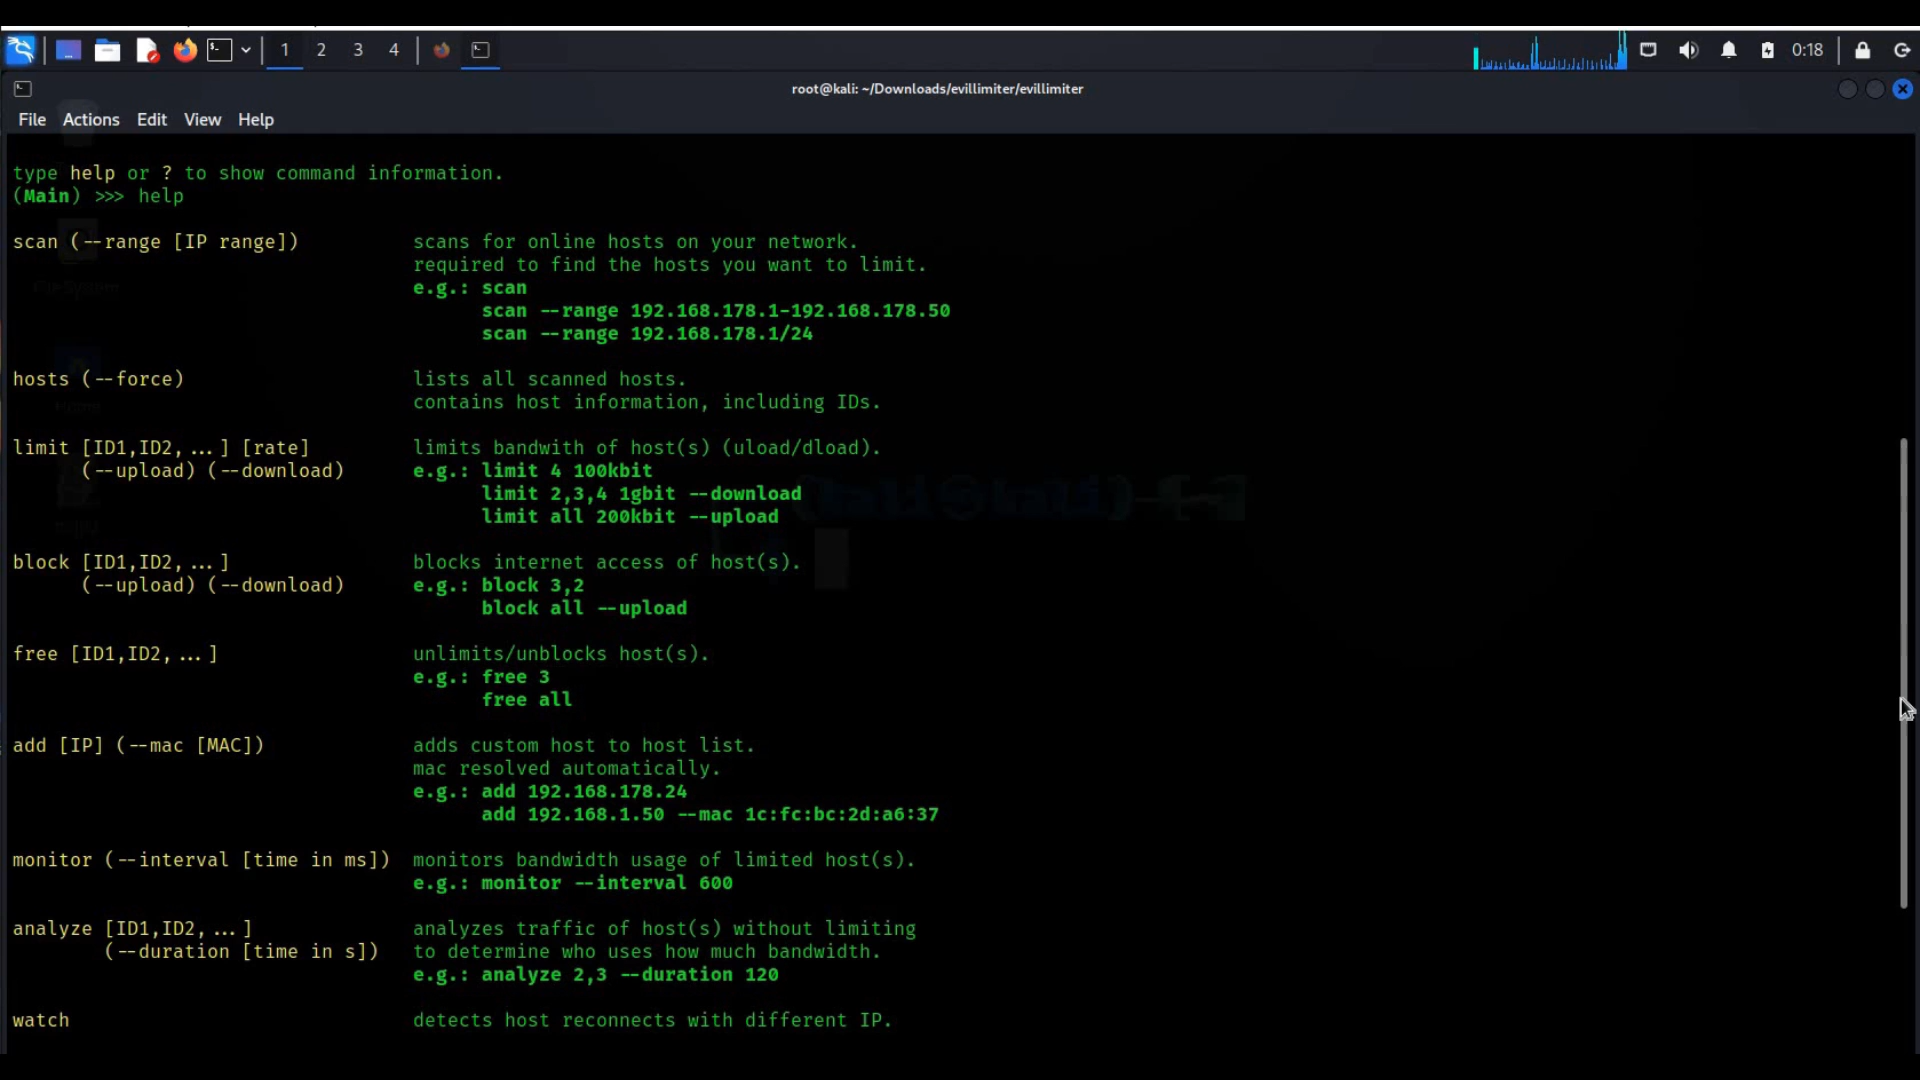 1 2 3 4 0:18
root@kali: ~/Downloads/evillimiter/evillimiter
File Actions Edit View Help
type help or ? to show command information.
(Main) >>> help
scan (--range [IP range]) scans for online hosts on your network.
required to find the hosts you want to limit.
e.g.: scan
scan --range 192.168.178.1-192.168.178.50
scan --range 192.168.178.1/24
hosts (--force) lists all scanned hosts.
contains host information, including IDs.
limit [ID1,ID2,...] [rate] limits bandwith of host(s) (uload/dload).
(--upload) (--download) e.g.: limit 4 100kbit
limit 2,3,4 1gbit --download
limit all 200kbit --upload
block [ID1,ID2,...] blocks internet access of host(s).
(--upload) (--download) e.g.: block 3,2
block all --upload
free [ID1,ID2,...] unlimits/unblocks host(s).
e.g.: free 3
free all
add [IP] (--mac [MAC]) adds custom host to host list.
mac resolved automatically.
e.g.: add 192.168.178.24
add 192.168.1.50 --mac 1c:fc:bc:2d:a6:37
monitor (--interval [time in ms]) monitors bandwidth usage of limited host(s).
e.g.: monitor --interval 600
analyze [ID1,ID2,...] analyzes traffic of host(s) without limiting
(--duration [time in s]) to determine who uses how much bandwidth.
e.g.: analyze 2,3 --duration 120
watch detects host reconnects with different IP.